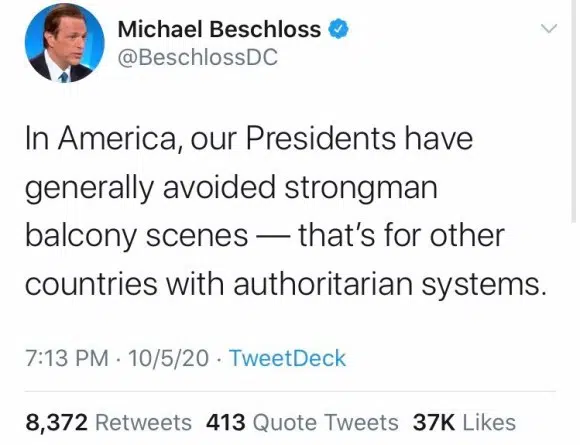 Michael Beschloss
@BeschlossDC
In America, our Presidents have
generally avoided strongman
balcony scenes — that's for other
countries with authoritarian systems.
7:13 PM · 10/5/20 · TweetDeck
8,372 Retweets 413 Quote Tweets 37K Likes